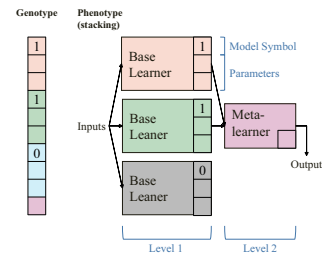 Genotype
Phenotype
(stacking)
1
1
0
Inputs
Base
Learner
1
Base
Leaner
1
Base
Leaner
0
Model Symbol
Parameters
Meta-
learner
Output
Level 1
Level 2